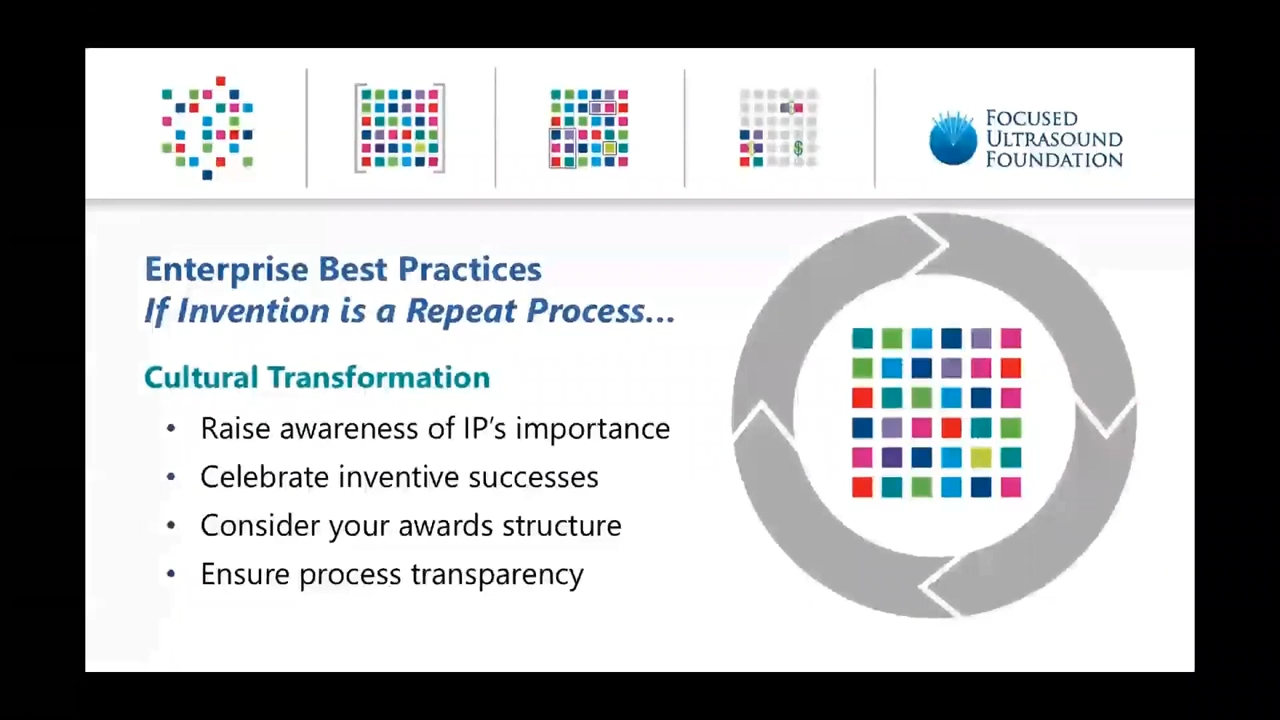 FOCUSED
ULTRASOUND
FOUNDATION
Enterprise Best Practices
If Invention is a Repeat Process...
Cultural Transformation
• Raise awareness of IP's importance
• Celebrate inventive successes
• Consider your awards structure
• Ensure process transparency